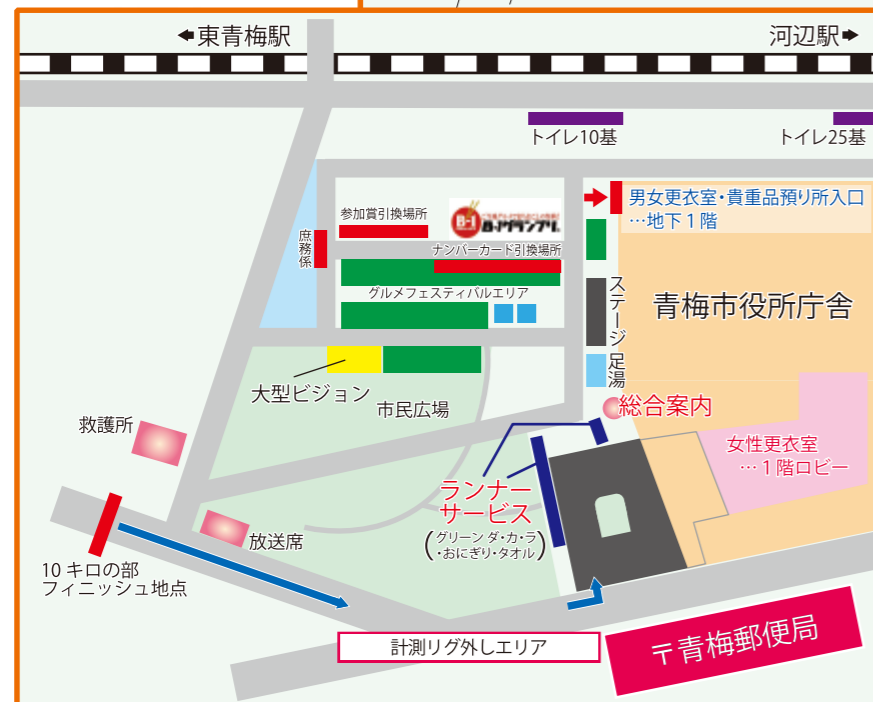 ←東青梅駅
河辺駅→
トイレ10基
トイレ25基
男女更衣室・貴重品預り所入口
…地下1階
参加賞引換場所
B-1
B-1グランプリ
ナンバーカード引換場所
庶務係
グルメフェスティバルエリア
ステージ
青梅市役所庁舎
足湯
大型ビジョン
市民広場
総合案内
救護所
女性更衣室
…1階ロビー
ランナー
サービス
(グリーン ダ・カ・ラ
・おにぎり・タオル)
放送席
10 キロの部
フィニッシュ地点
計測リグ外しエリア
〒青梅郵便局